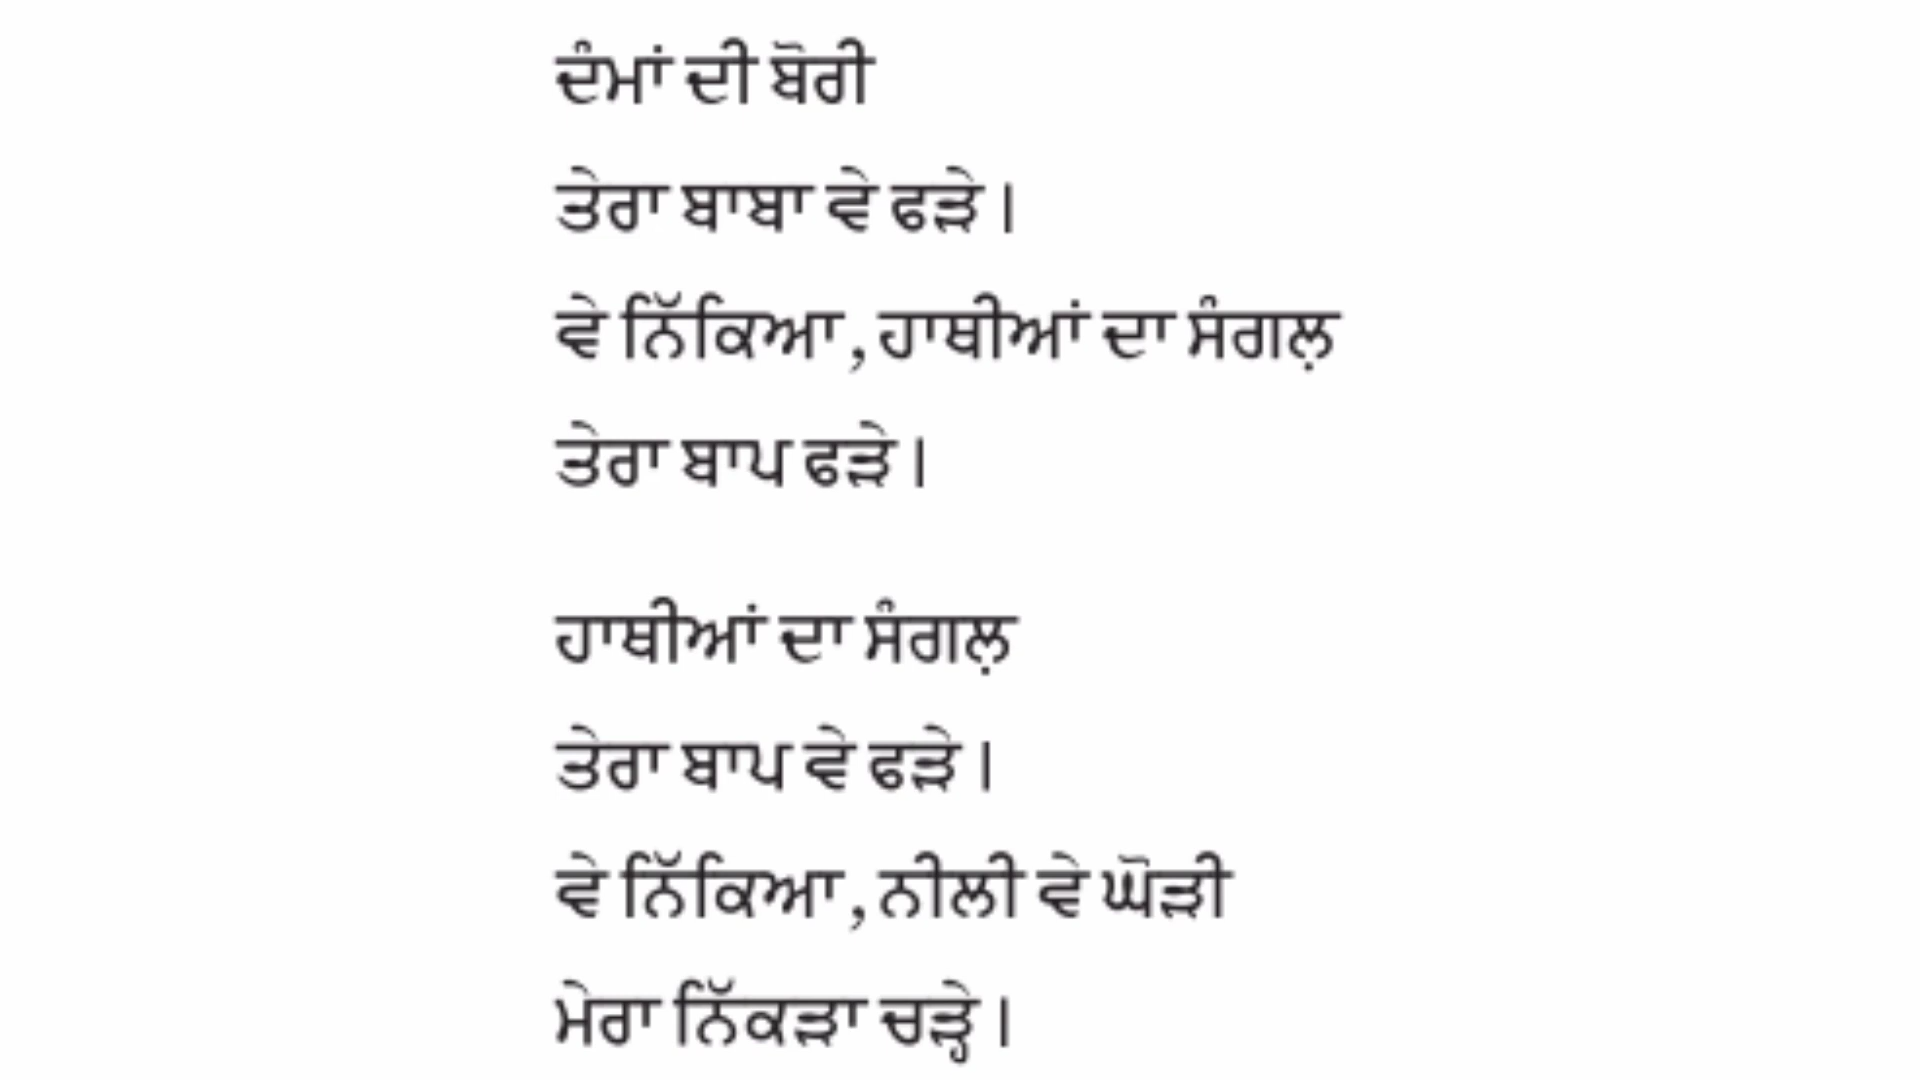 ਦੰਮਾਂ ਦੀ ਬੋਰੀ
ਤੇਰਾ ਬਾਬਾ ਵੇ ਫੜੇ।
ਵੇ ਨਿੱਕਿਆ, ਹਾਥੀਆਂ ਦਾ ਸੰਗਲ਼
ਤੇਰਾ ਬਾਪ ਫੜੇ।
ਹਾਥੀਆਂ ਦਾ ਸੰਗਲ਼
ਤੇਰਾ ਬਾਪ ਵੇ ਫੜੇ।
ਵੇ ਨਿੱਕਿਆ, ਨੀਲੀ ਵੇ ਘੋੜੀ
ਮੇਰਾ ਨਿੱਕੜਾ ਚੜ੍ਹੇ।